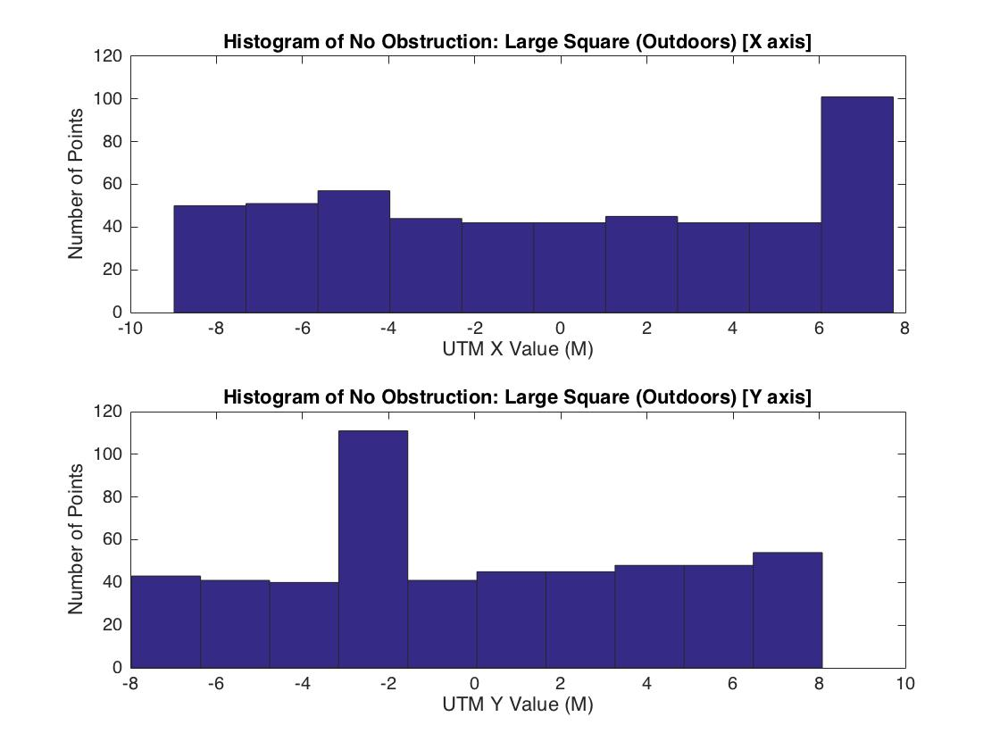 Histogram of No Obstruction: Large Square (Outdoors) [X axis]
120
100
80
60
40
20
0
Number of Points
-10 -8 -6 -4 -2 0 2 4 6 8
UTM X Value (M)
Histogram of No Obstruction: Large Square (Outdoors) [Y axis]
120
100
80
60
40
20
0
Number of Points
-8 -6 -4 -2 0 2 4 6 8 10
UTM Y Value (M)